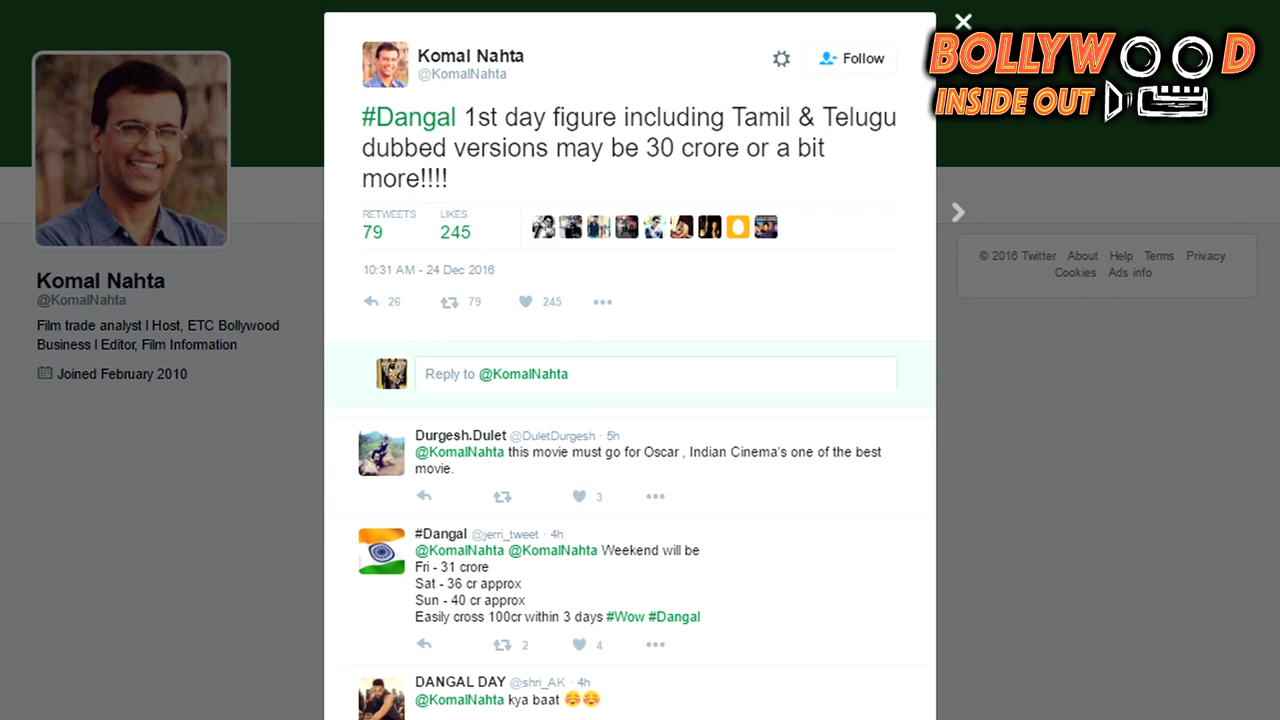 BOLLYWOOD
INSIDE OUT
Komal Nahta
@KomalNahta
Film trade analyst l Host, ETC Bollywood
Business l Editor, Film Information
Joined February 2010
Komal Nahta
@KomalNahta
Follow
#Dangal 1st day figure including Tamil & Telugu
dubbed versions may be 30 crore or a bit
more!!!!
RETWEETS LIKES
79 245
10:31 AM - 24 Dec 2016
26 79 245 •••
Reply to @KomalNahta
Durgesh.Dulet @DuletDurgesh · 5h
@KomalNahta this movie must go for Oscar , Indian Cinema's one of the best
movie.
3 •••
#Dangal @jerri_tweet · 4h
@KomalNahta @KomalNahta Weekend will be
Fri - 31 crore
Sat - 36 cr approx
Sun - 40 cr approx
Easily cross 100cr within 3 days #Wow #Dangal
2 4 •••
DANGAL DAY @shri_AK · 4h
@KomalNahta kya baat ☺️☺️
© 2016 Twitter About Help Terms Privacy
Cookies Ads info